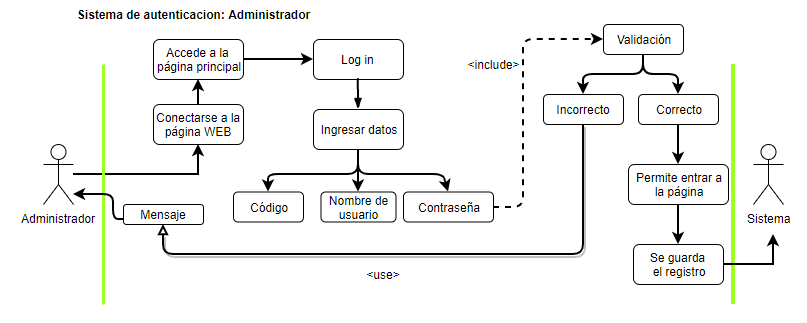 Sistema de autenticacion: Administrador
Accede a la
página principal
Log in
Validación
<include>
Conectarse a la
página WEB
Ingresar datos
Incorrecto
Correcto
Permite entrar a
la página
Código
Nombre de
usuario
Contraseña
Administrador
Mensaje
Sistema
Se guarda
el registro
<use>